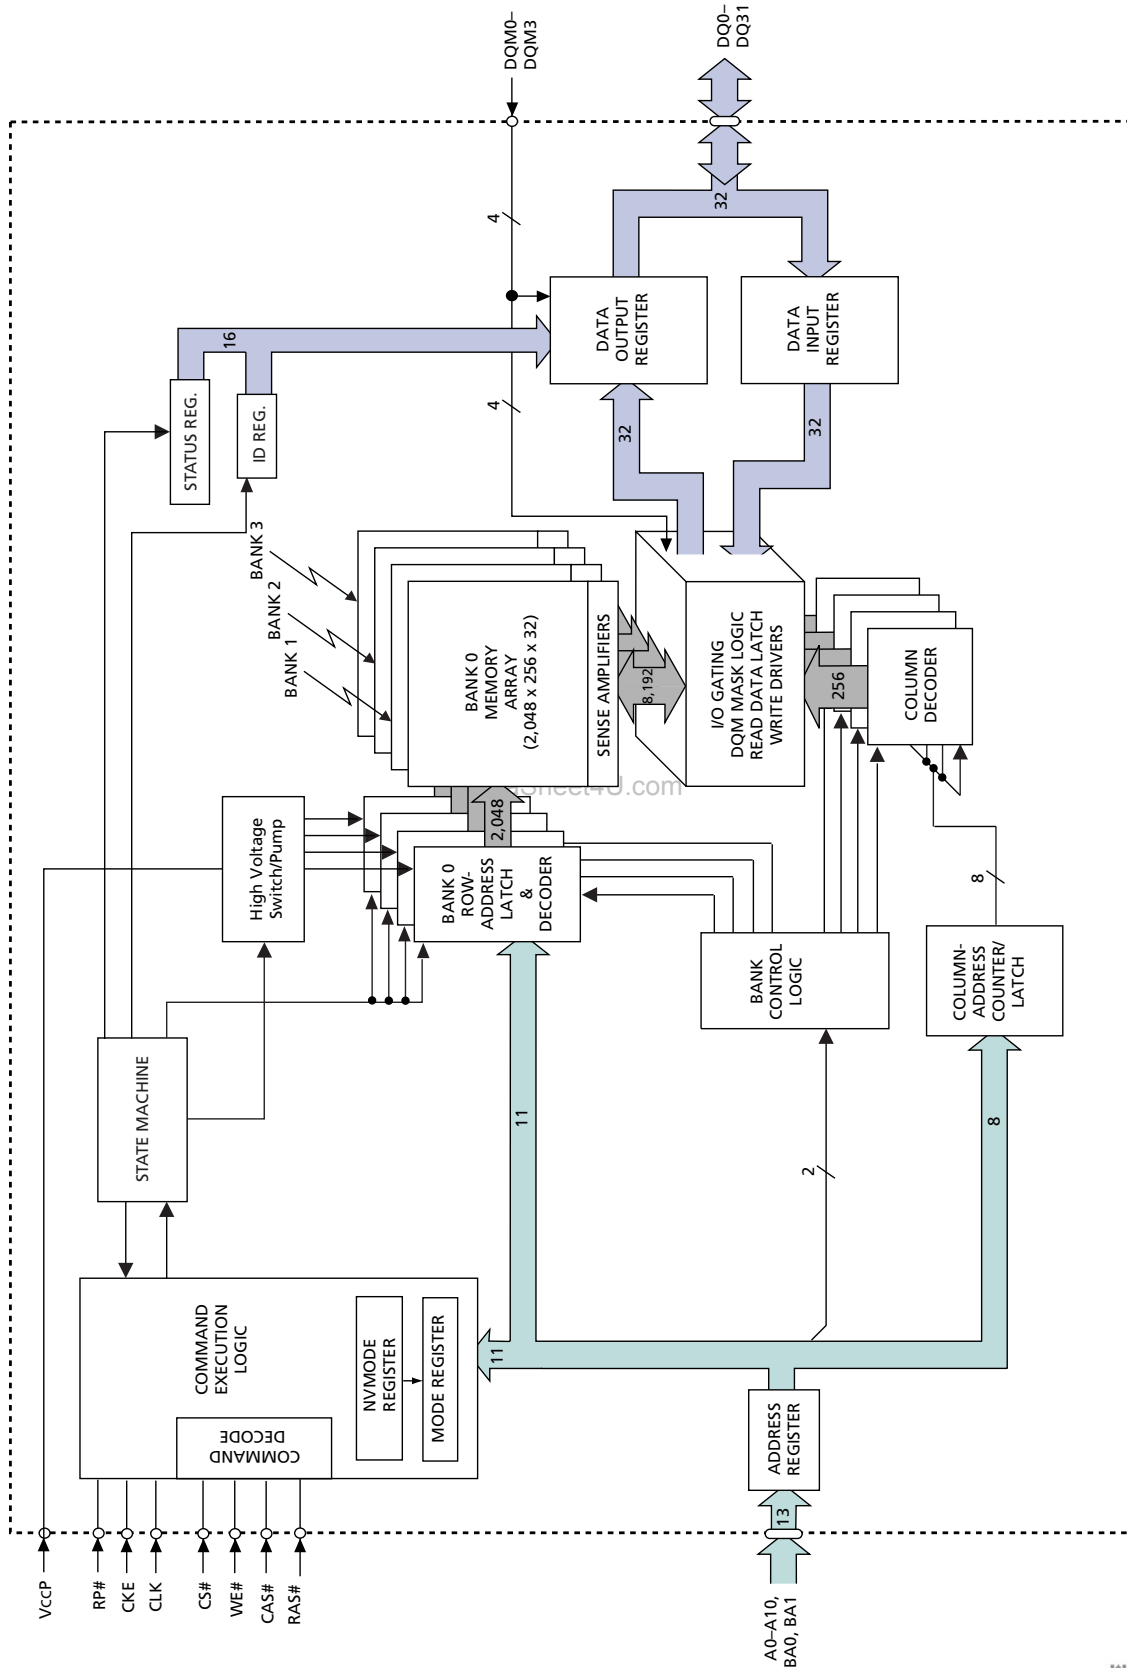 VccP
RP#
CKE
CLK
CS#
WE#
CAS#
RAS#
COMMAND
EXECUTION
LOGIC
COMMAND
DECODE
NVMODE
REGISTER
MODE REGISTER
STATE MACHINE
High Voltage
Switch/Pump
STATUS REG.
ID REG.
16
BANK 3
BANK 2
BANK 1
BANK 0
MEMORY
ARRAY
(2,048 x 256 x 32)
SENSE AMPLIFIERS
BANK 0
ROW-
ADDRESS
LATCH
&
DECODER
2,048
8,192
I/O GATING
DQM MASK LOGIC
READ DATA LATCH
WRITE DRIVERS
256
COLUMN
DECODER
BANK
CONTROL
LOGIC
COLUMN-
ADDRESS
COUNTER/
LATCH
8
8
2
11
11
ADDRESS
REGISTER
13
A0–A10,
BA0, BA1
DATA
OUTPUT
REGISTER
DATA
INPUT
REGISTER
32
32
32
4
4
DQM0–
DQM3
DQ0–
DQ31
Sheet4U.com